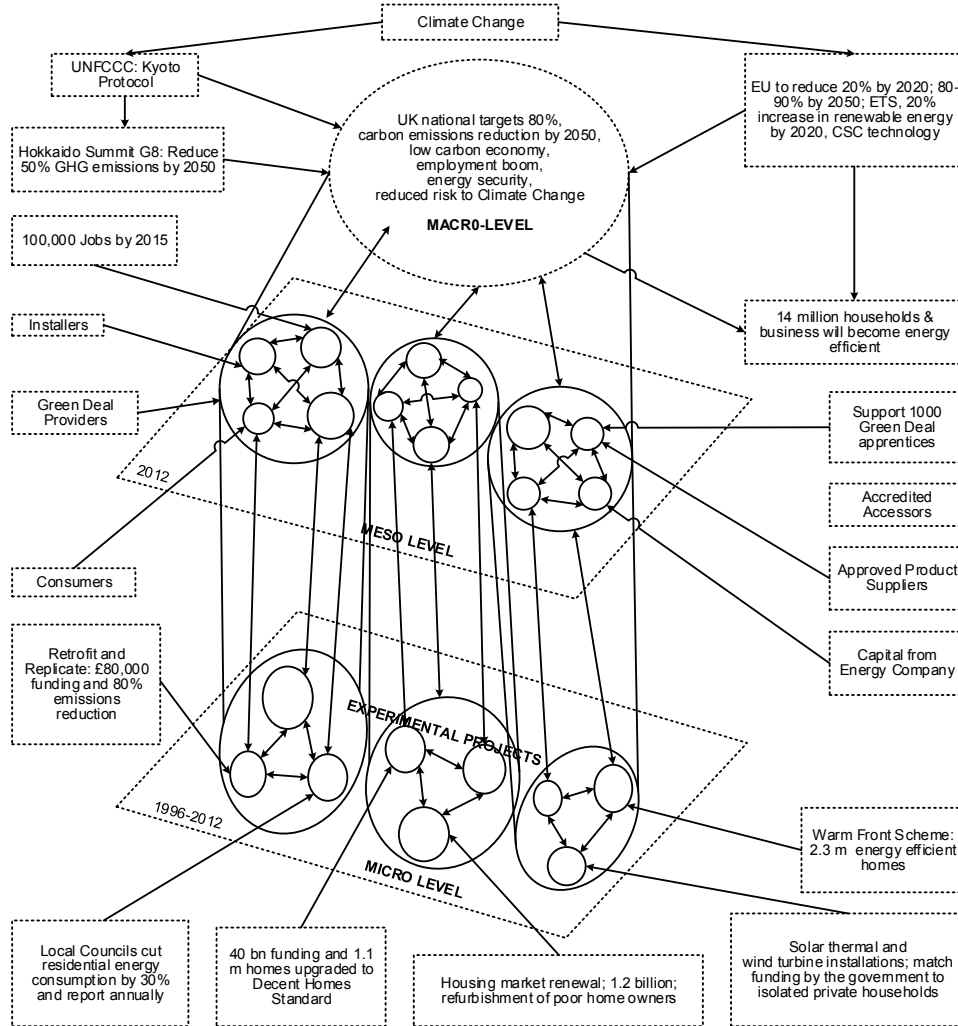 Climate Change
UNFCCC: Kyoto
Protocol
EU to reduce 20% by 2020; 80-
90% by 2050; ETS, 20%
increase in renewable energy
by 2020, CSC technology
UK national targets 80%,
carbon emissions reduction by 2050,
low carbon economy,
employment boom,
energy security,
reduced risk to Climate Change
MACR0-LEVEL
Hokkaido Summit G8: Reduce
50% GHG emissions by 2050
100,000 Jobs by 2015
Installers
14 million households &
business will become energy
efficient
Green Deal
Providers
Support 1000
Green Deal
apprentices
2012
MESO LEVEL
Accredited
Accessors
Consumers
Approved Product
Suppliers
Retrofit and
Replicate: £80,000
funding and 80%
emissions
reduction
Capital from
Energy Company
EXPERIMENTAL PROJECTS
1996-2012
MICRO LEVEL
Warm Front Scheme:
2.3 m energy efficient
homes
Local Councils cut
residential energy
consumption by 30%
and report annually
40 bn funding and 1.1
m homes upgraded to
Decent Homes
Standard
Housing market renewal; 1.2 billion;
refurbishment of poor home owners
Solar thermal and
wind turbine installations; match
funding by the government to
isolated private households